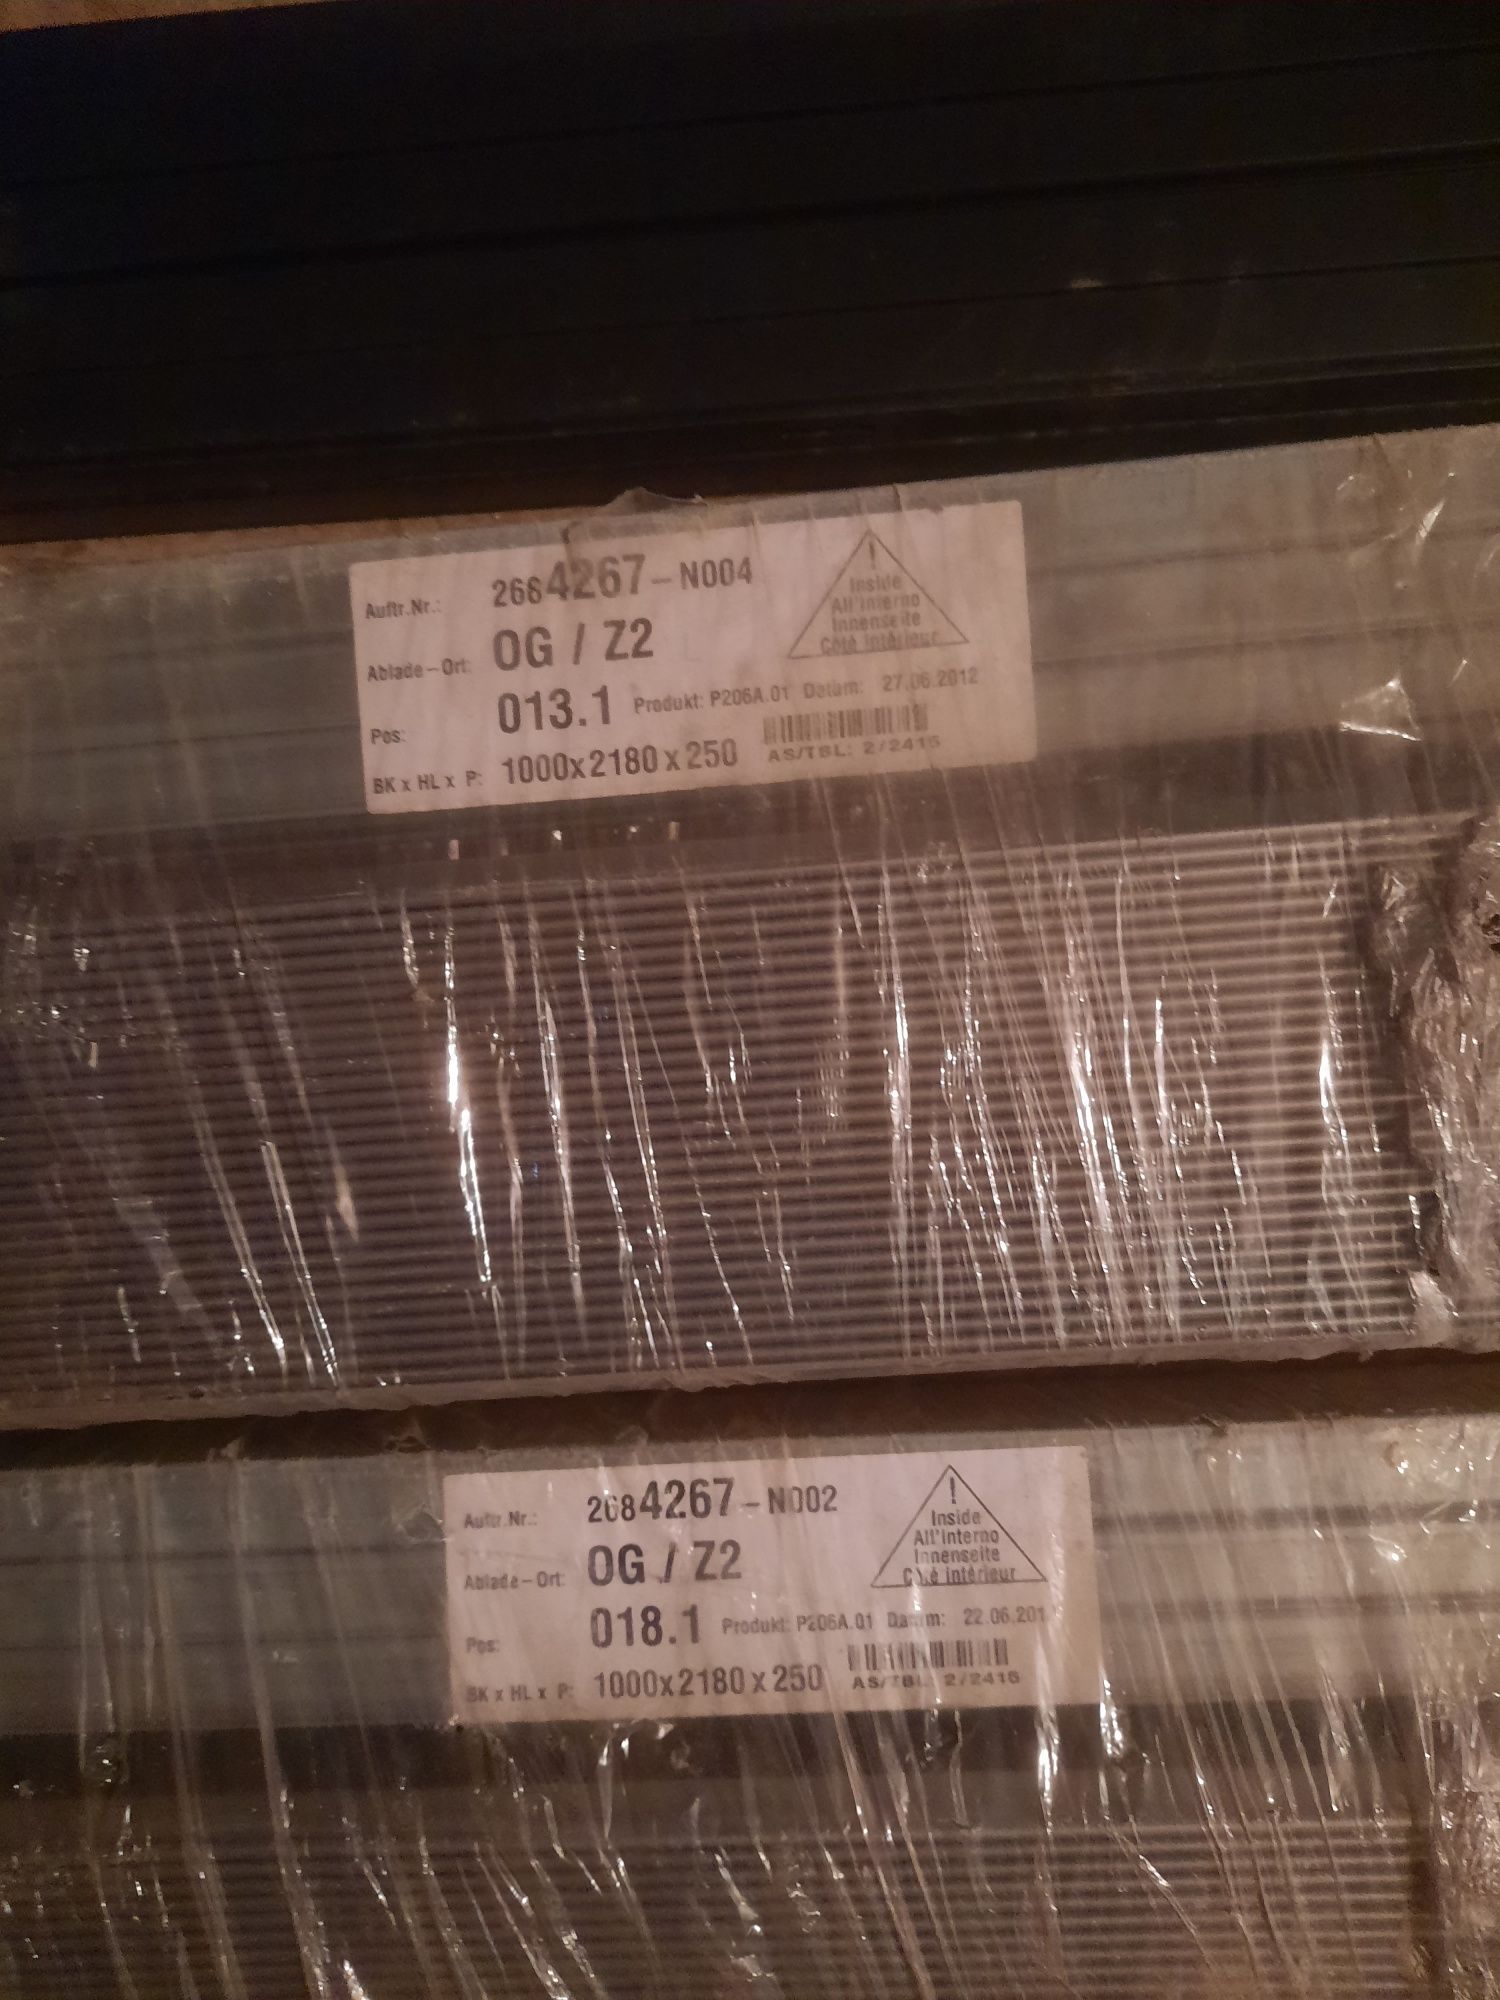 Auftr.Nr.: 2684267-N004
Ablade-Ort: OG / Z2
Pos: 013.1 Produkt: P206A.01 Datum: 27.06.2012
BK x HL x P: 1000x2180x250 AS/TBL: 2/2415
!
Inside
All'interno
Innenseite
Côté intérieur
Auftr.Nr.: 2684267-N002
Ablade-Ort: OG / Z2
Pos: 018.1 Produkt: P206A.01 Datum: 22.06.201
BK x HL x P: 1000x2180x250 AS/TBL: 2/2415
!
Inside
All'interno
Innenseite
Côté intérieur